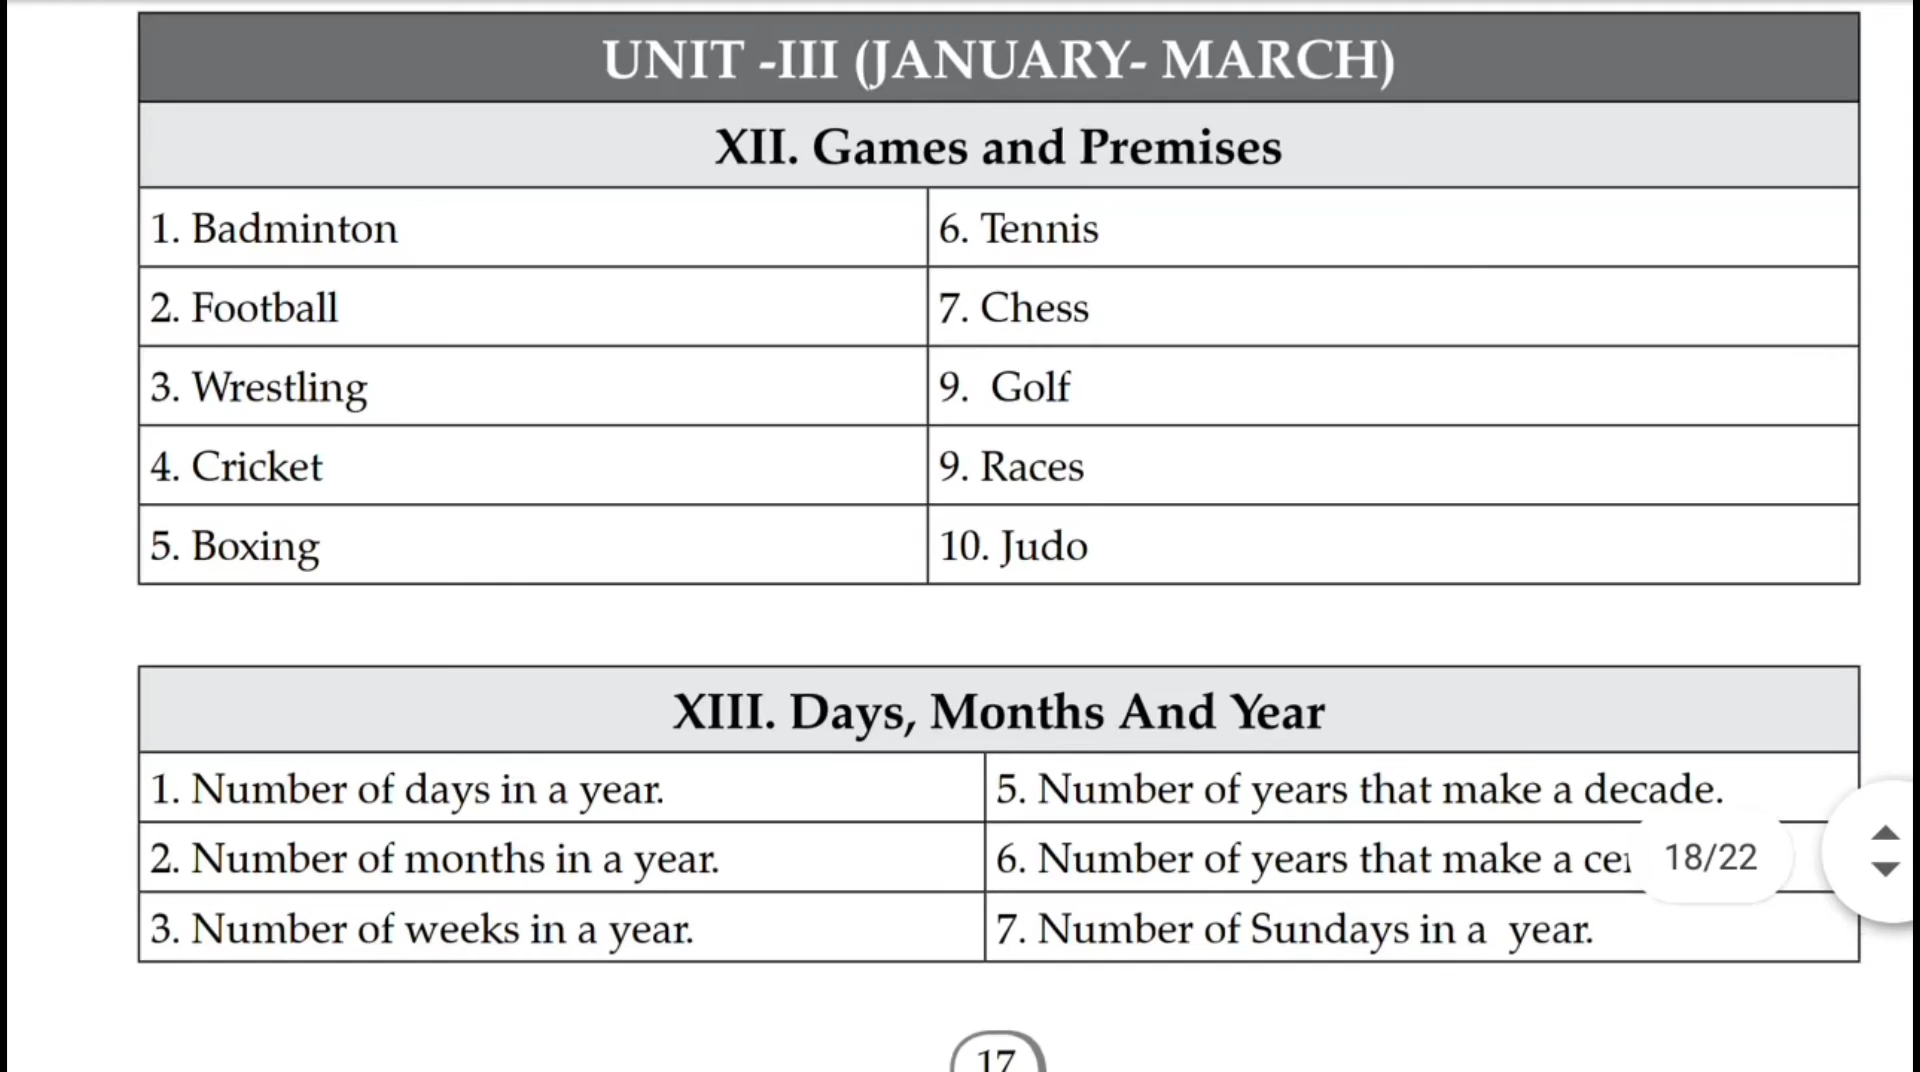 UNIT -III (JANUARY- MARCH)
XII. Games and Premises
1. Badminton
6. Tennis
2. Football
7. Chess
3. Wrestling
9. Golf
4. Cricket
9. Races
5. Boxing
10. Judo
XIII. Days, Months And Year
1. Number of days in a year.
5. Number of years that make a decade.
2. Number of months in a year.
6. Number of years that make a
18/22
3. Number of weeks in a year.
7. Number of Sundays in a year.
17